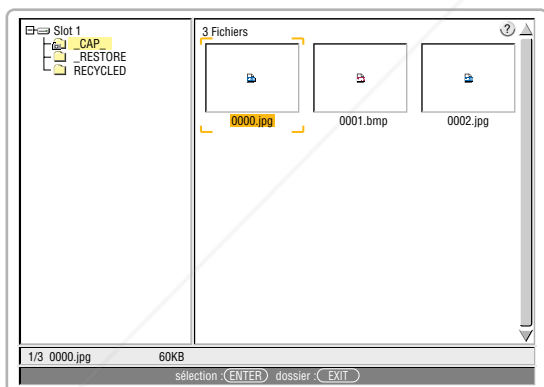 Slot 1
_CAP_
_RESTORE
RECYCLED
3 Fichiers
?
0000.jpg 0001.bmp 0002.jpg
1/3 0000.jpg 60KB
sélection :ENTER dossier :EXIT